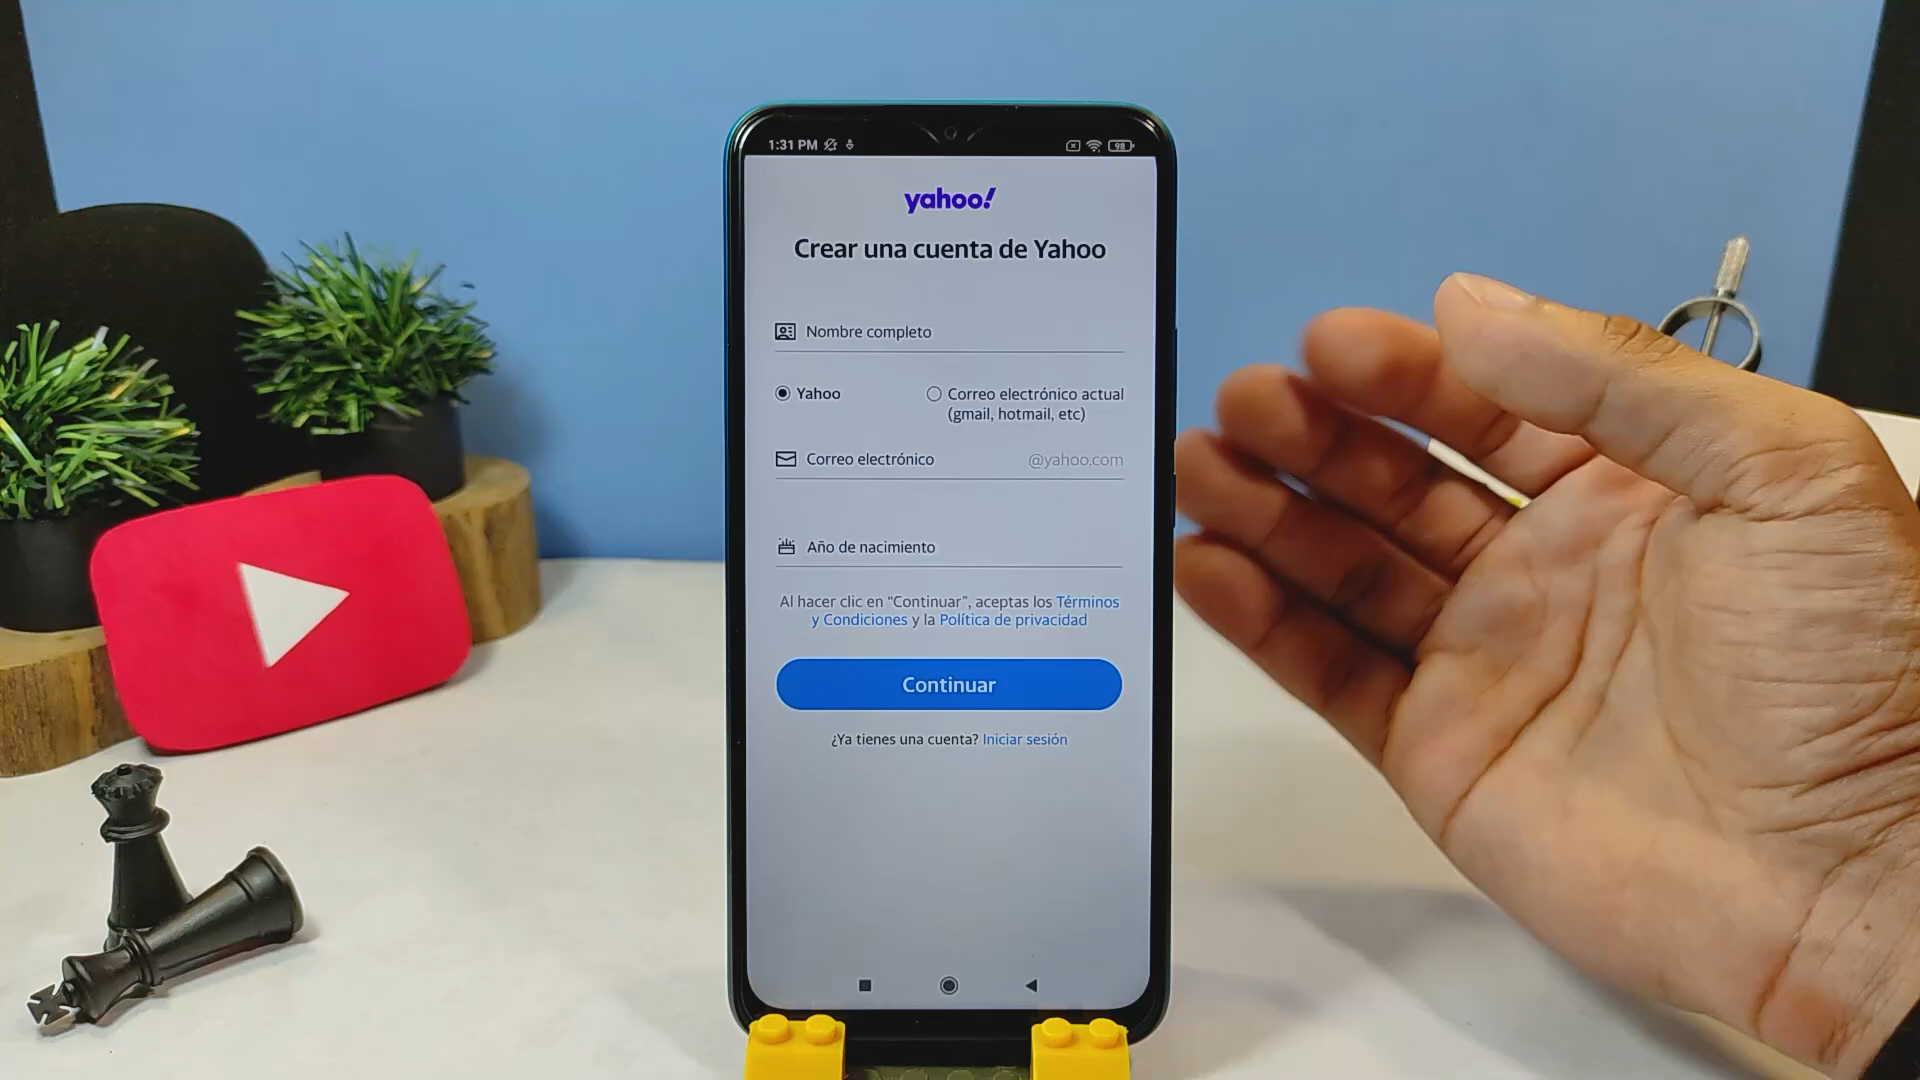 1:31 PM
98
yahoo!
Crear una cuenta de Yahoo
Nombre completo
Yahoo
Correo electrónico actual
(gmail, hotmail, etc)
Correo electrónico
@yahoo.com
Año de nacimiento
Al hacer clic en “Continuar”, aceptas los Términos
y Condiciones y la Política de privacidad
Continuar
¿Ya tienes una cuenta? Iniciar sesión